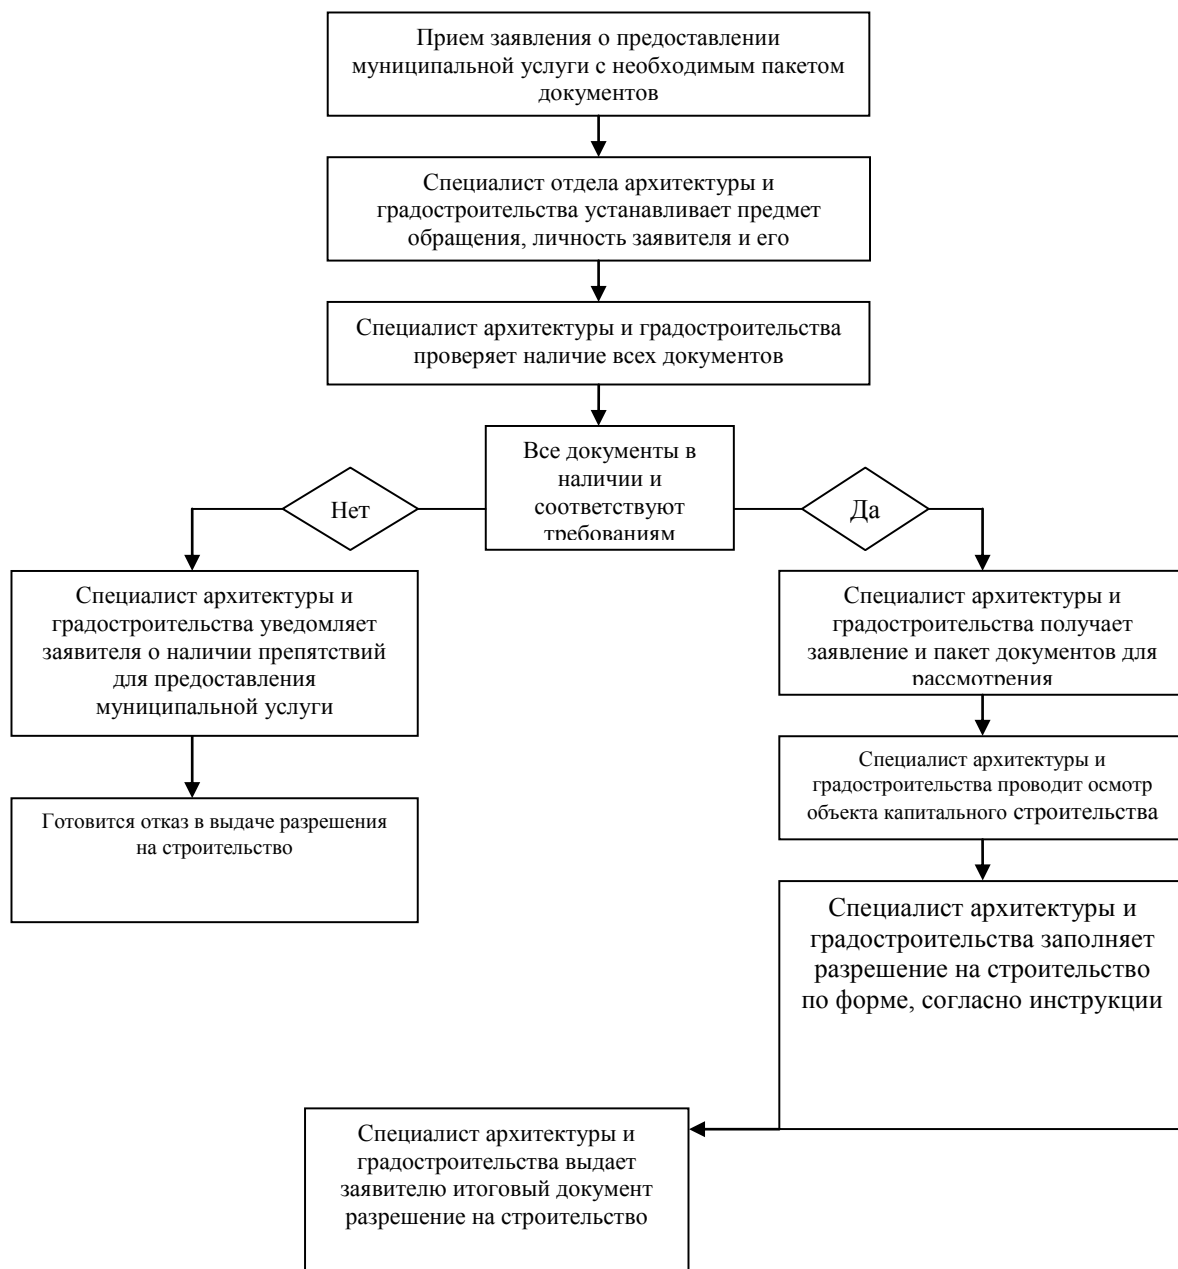 Прием заявления о предоставлении
муниципальной услуги с необходимым пакетом
документов
Специалист отдела архитектуры и
градостроительства устанавливает предмет
обращения, личность заявителя и его
Специалист архитектуры и градостроительства
проверяет наличие всех документов
Все документы в
наличии и
соответствуют
требованиям
Нет
Да
Специалист архитектуры и
градостроительства уведомляет
заявителя о наличии препятствий
для предоставления
муниципальной услуги
Специалист архитектуры и
градостроительства получает
заявление и пакет документов для
рассмотрения
Специалист архитектуры и
градостроительства проводит осмотр
объекта капитального строительства
Готовится отказ в выдаче разрешения
на строительство
Специалист архитектуры и
градостроительства заполняет
разрешение на строительство
по форме, согласно инструкции
Специалист архитектуры и
градостроительства выдает
заявителю итоговый документ
разрешение на строительство